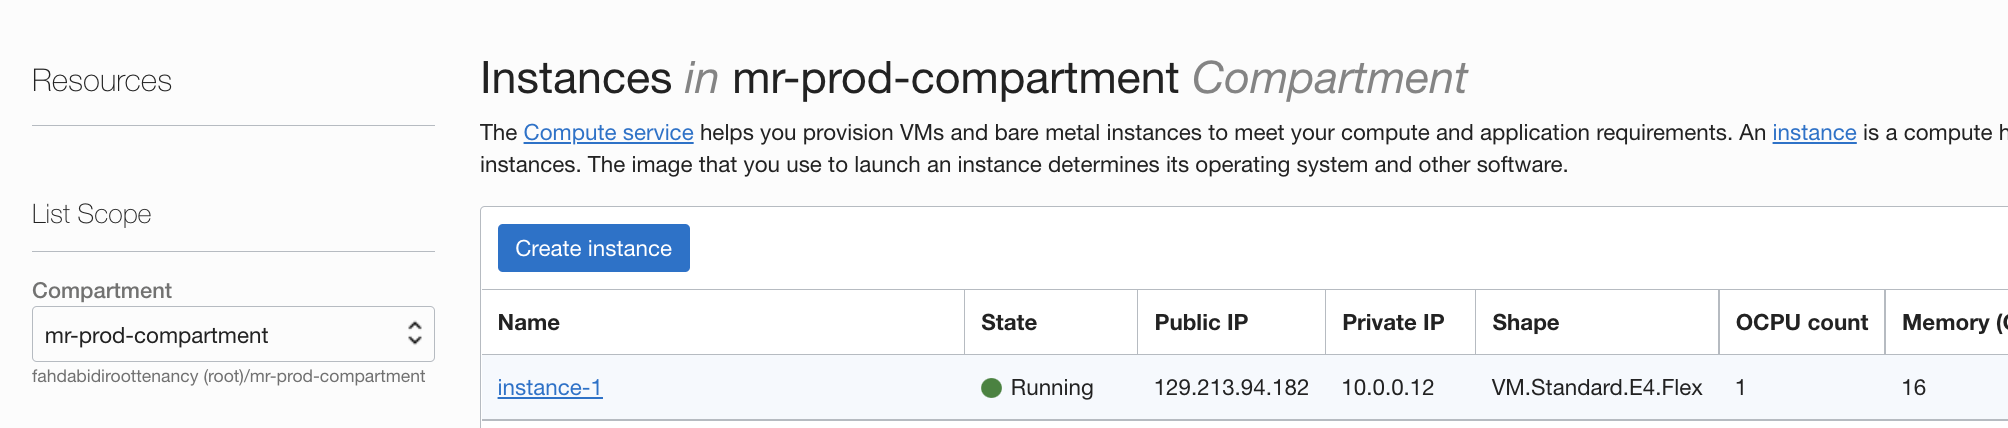 Resources
List Scope
Compartment
mr-prod-compartment
fahdabidiroottenancy (root)/mr-prod-compartment
Instances in mr-prod-compartment Compartment
The Compute service helps you provision VMs and bare metal instances to meet your compute and application requirements. An instance is a compute
instances. The image that you use to launch an instance determines its operating system and other software.
Create instance
Name State Public IP Private IP Shape OCPU count Memory
instance-1 Running 129.213.94.182 10.0.0.12 VM.Standard.E4.Flex 1 16